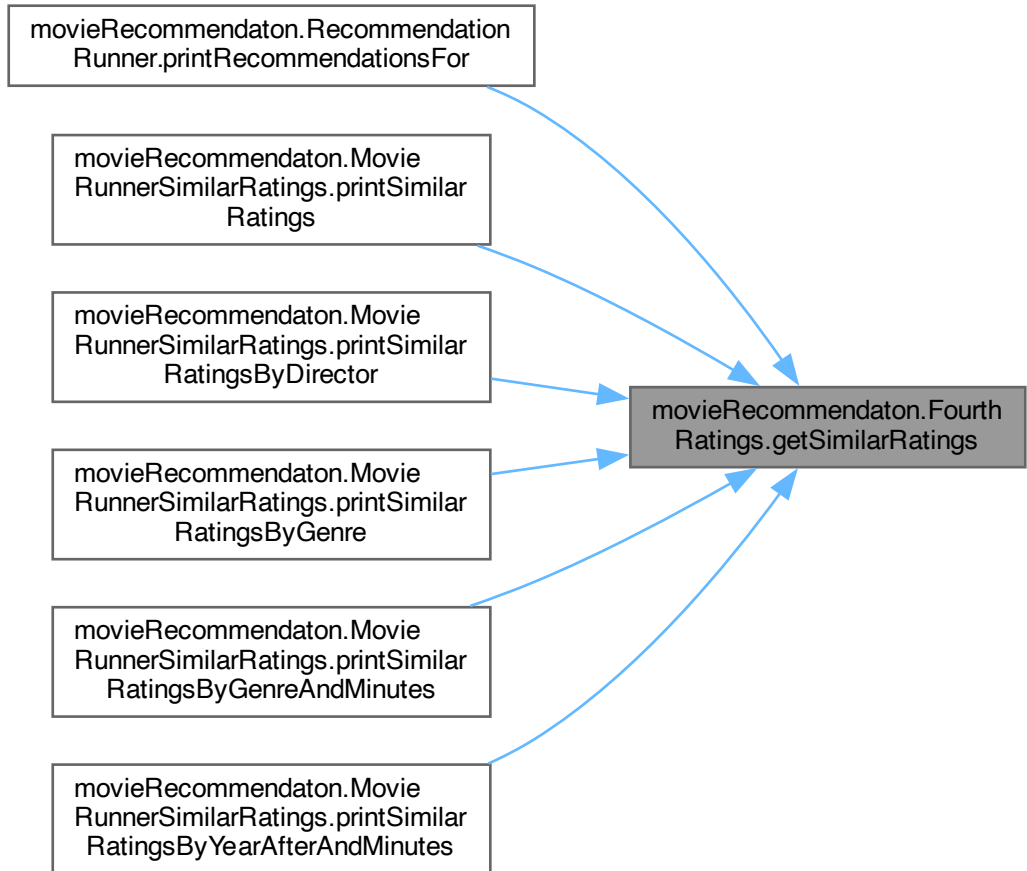 movieRecommendaton.Recommendation
Runner.printRecommendationsFor
movieRecommendaton.Movie
RunnerSimilarRatings.printSimilar
Ratings
movieRecommendaton.Movie
RunnerSimilarRatings.printSimilar
RatingsByDirector
movieRecommendaton.Fourth
Ratings.getSimilarRatings
movieRecommendaton.Movie
RunnerSimilarRatings.printSimilar
RatingsByGenre
movieRecommendaton.Movie
RunnerSimilarRatings.printSimilar
RatingsByGenreAndMinutes
movieRecommendaton.Movie
RunnerSimilarRatings.printSimilar
RatingsByYearAfterAndMinutes